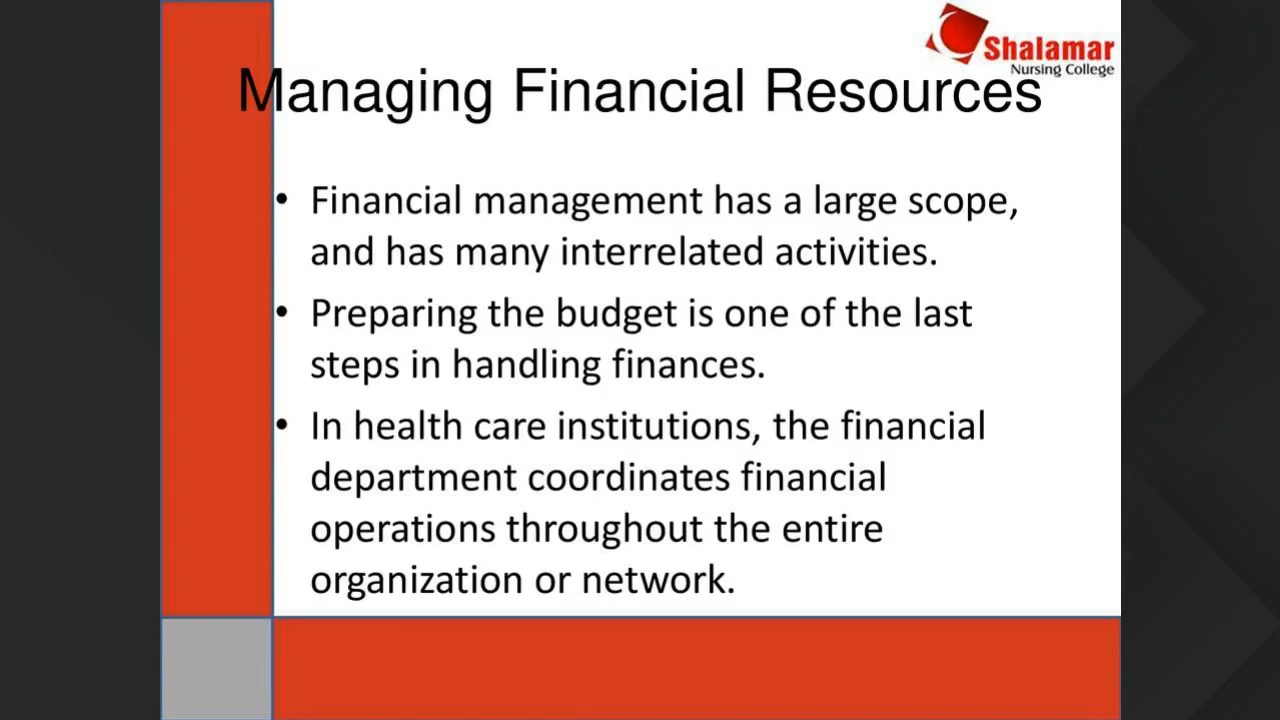 Shalamar
Nursing College
Managing Financial Resources
• Financial management has a large scope,
and has many interrelated activities.
• Preparing the budget is one of the last
steps in handling finances.
• In health care institutions, the financial
department coordinates financial
operations throughout the entire
organization or network.